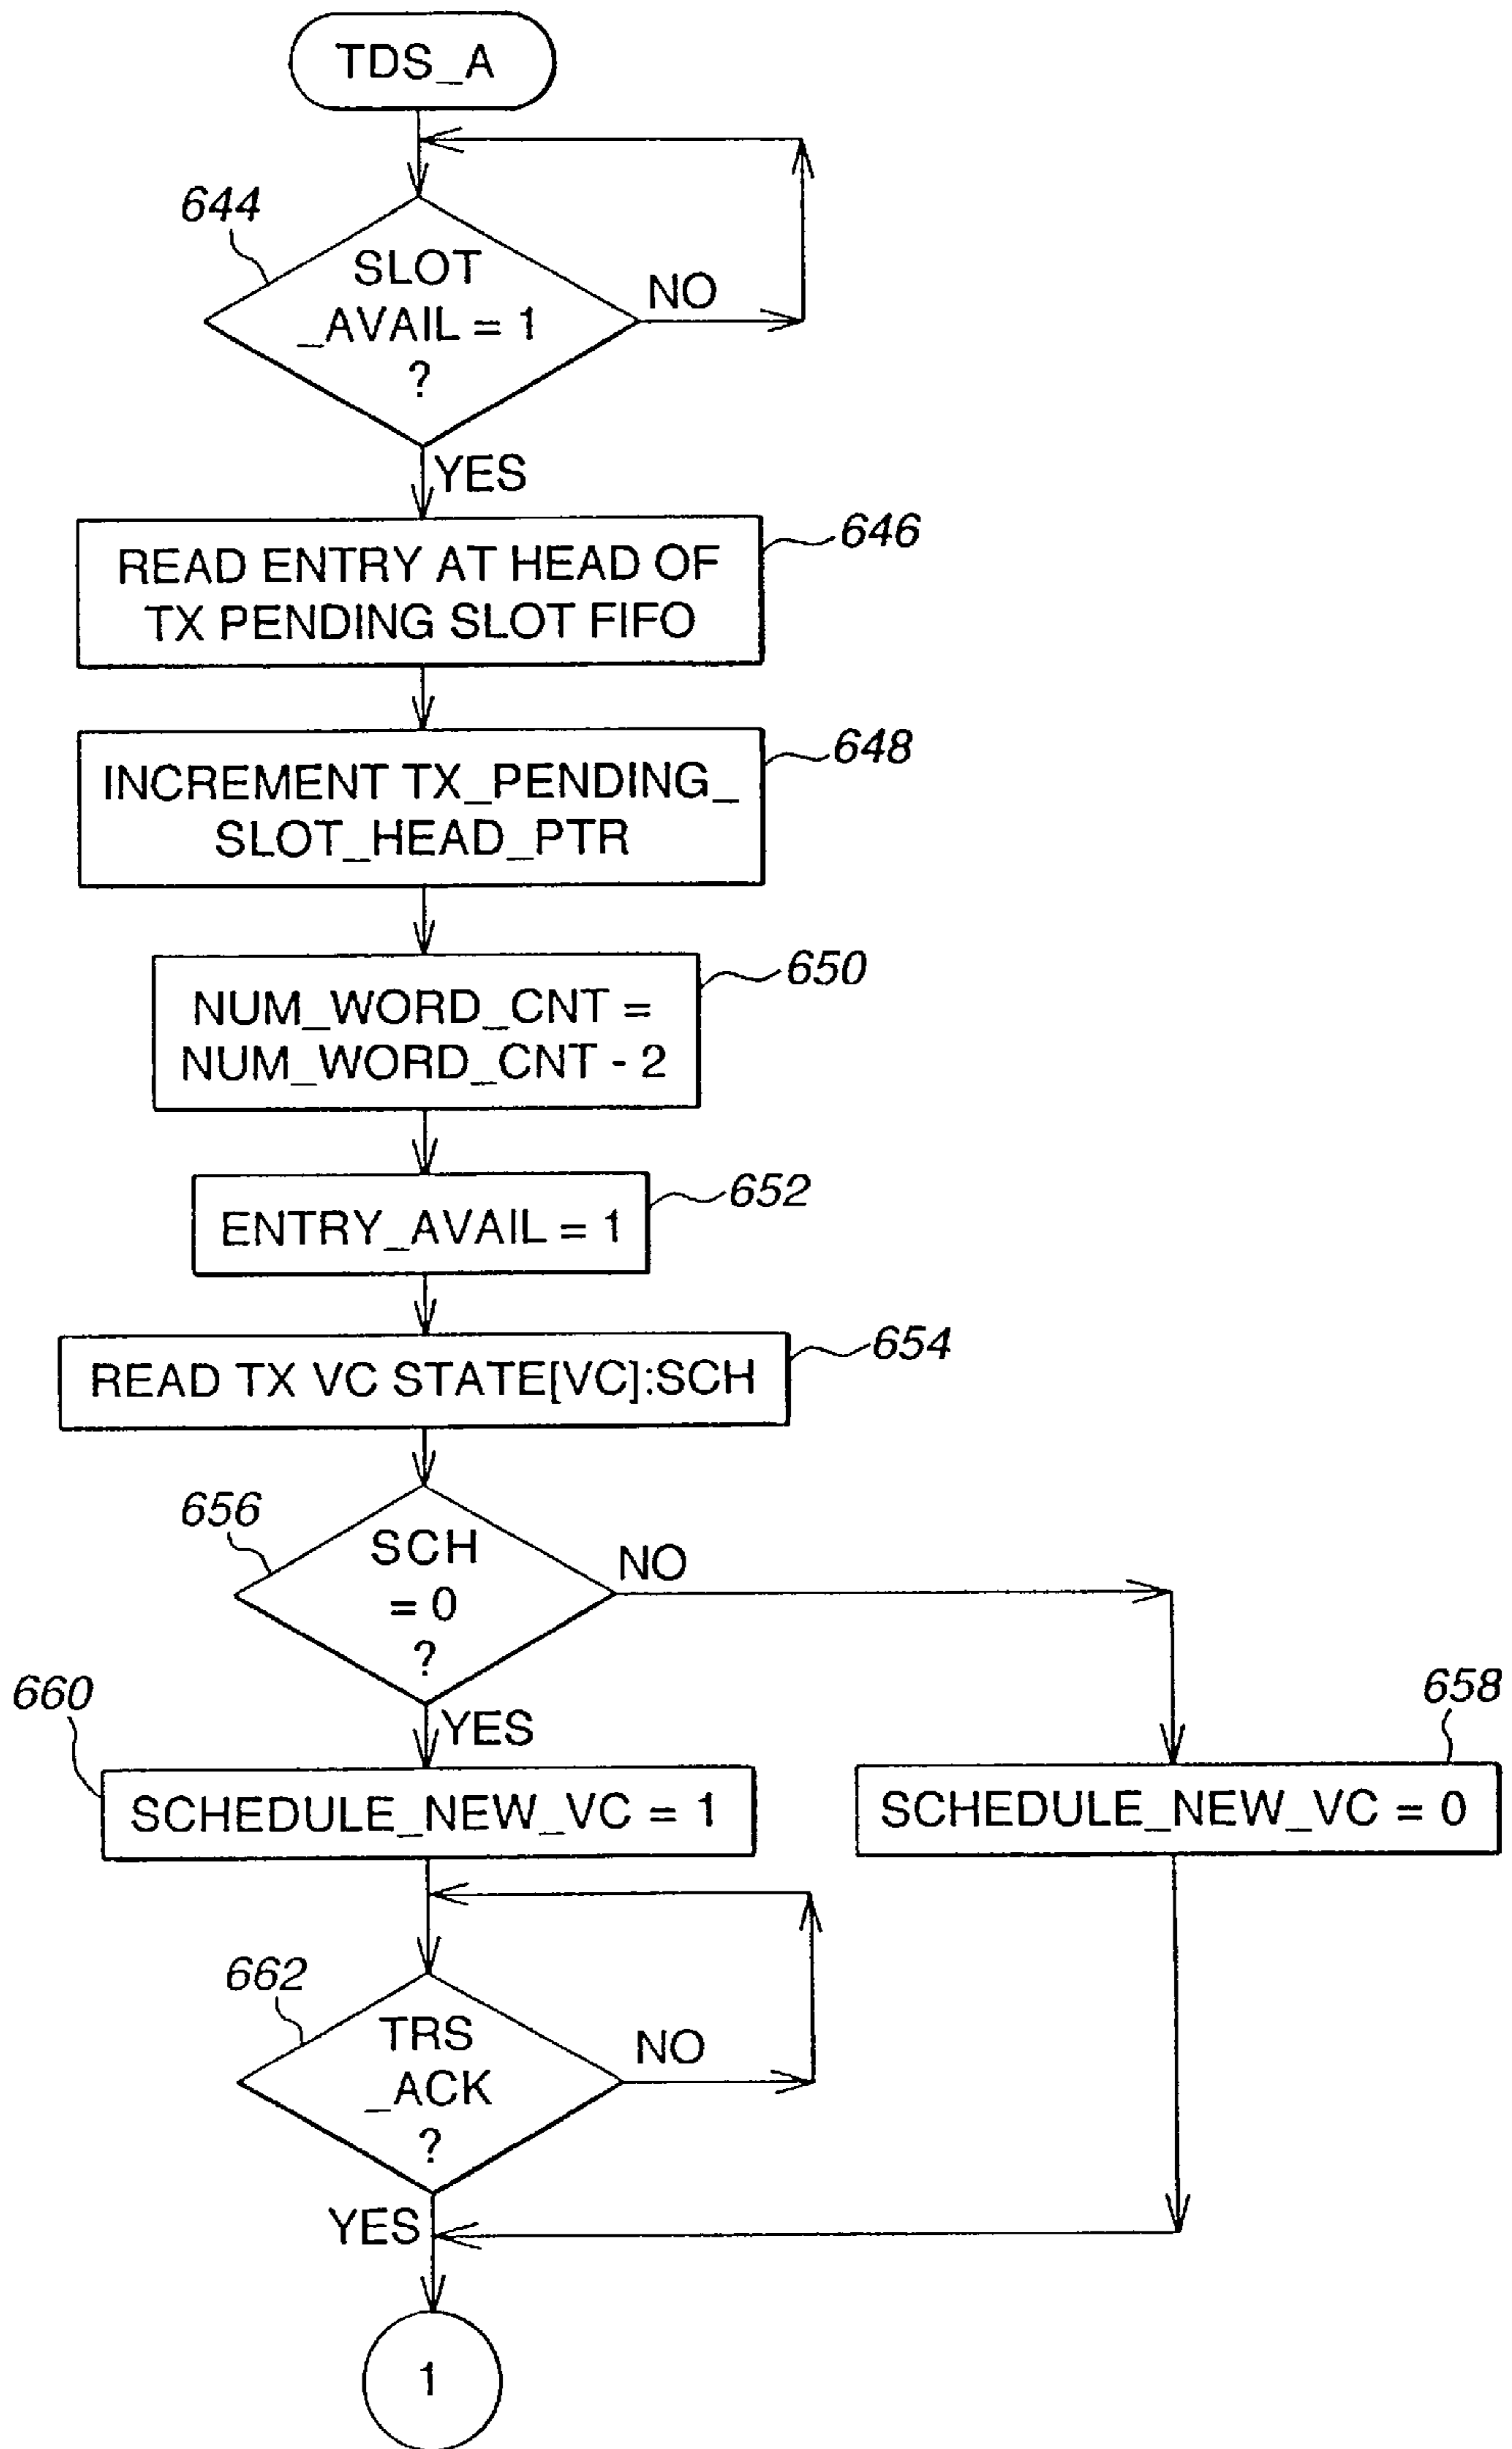 TDS_A
644
SLOT
_AVAIL = 1
?
NO
YES
646
READ ENTRY AT HEAD OF
TX PENDING SLOT FIFO
648
INCREMENT TX_PENDING_
SLOT_HEAD_PTR
650
NUM_WORD_CNT =
NUM_WORD_CNT - 2
652
ENTRY_AVAIL = 1
654
READ TX VC STATE[VC]:SCH
656
SCH
= 0
?
NO
YES
660
SCHEDULE_NEW_VC = 1
658
SCHEDULE_NEW_VC = 0
662
TRS
_ACK
?
NO
YES
1